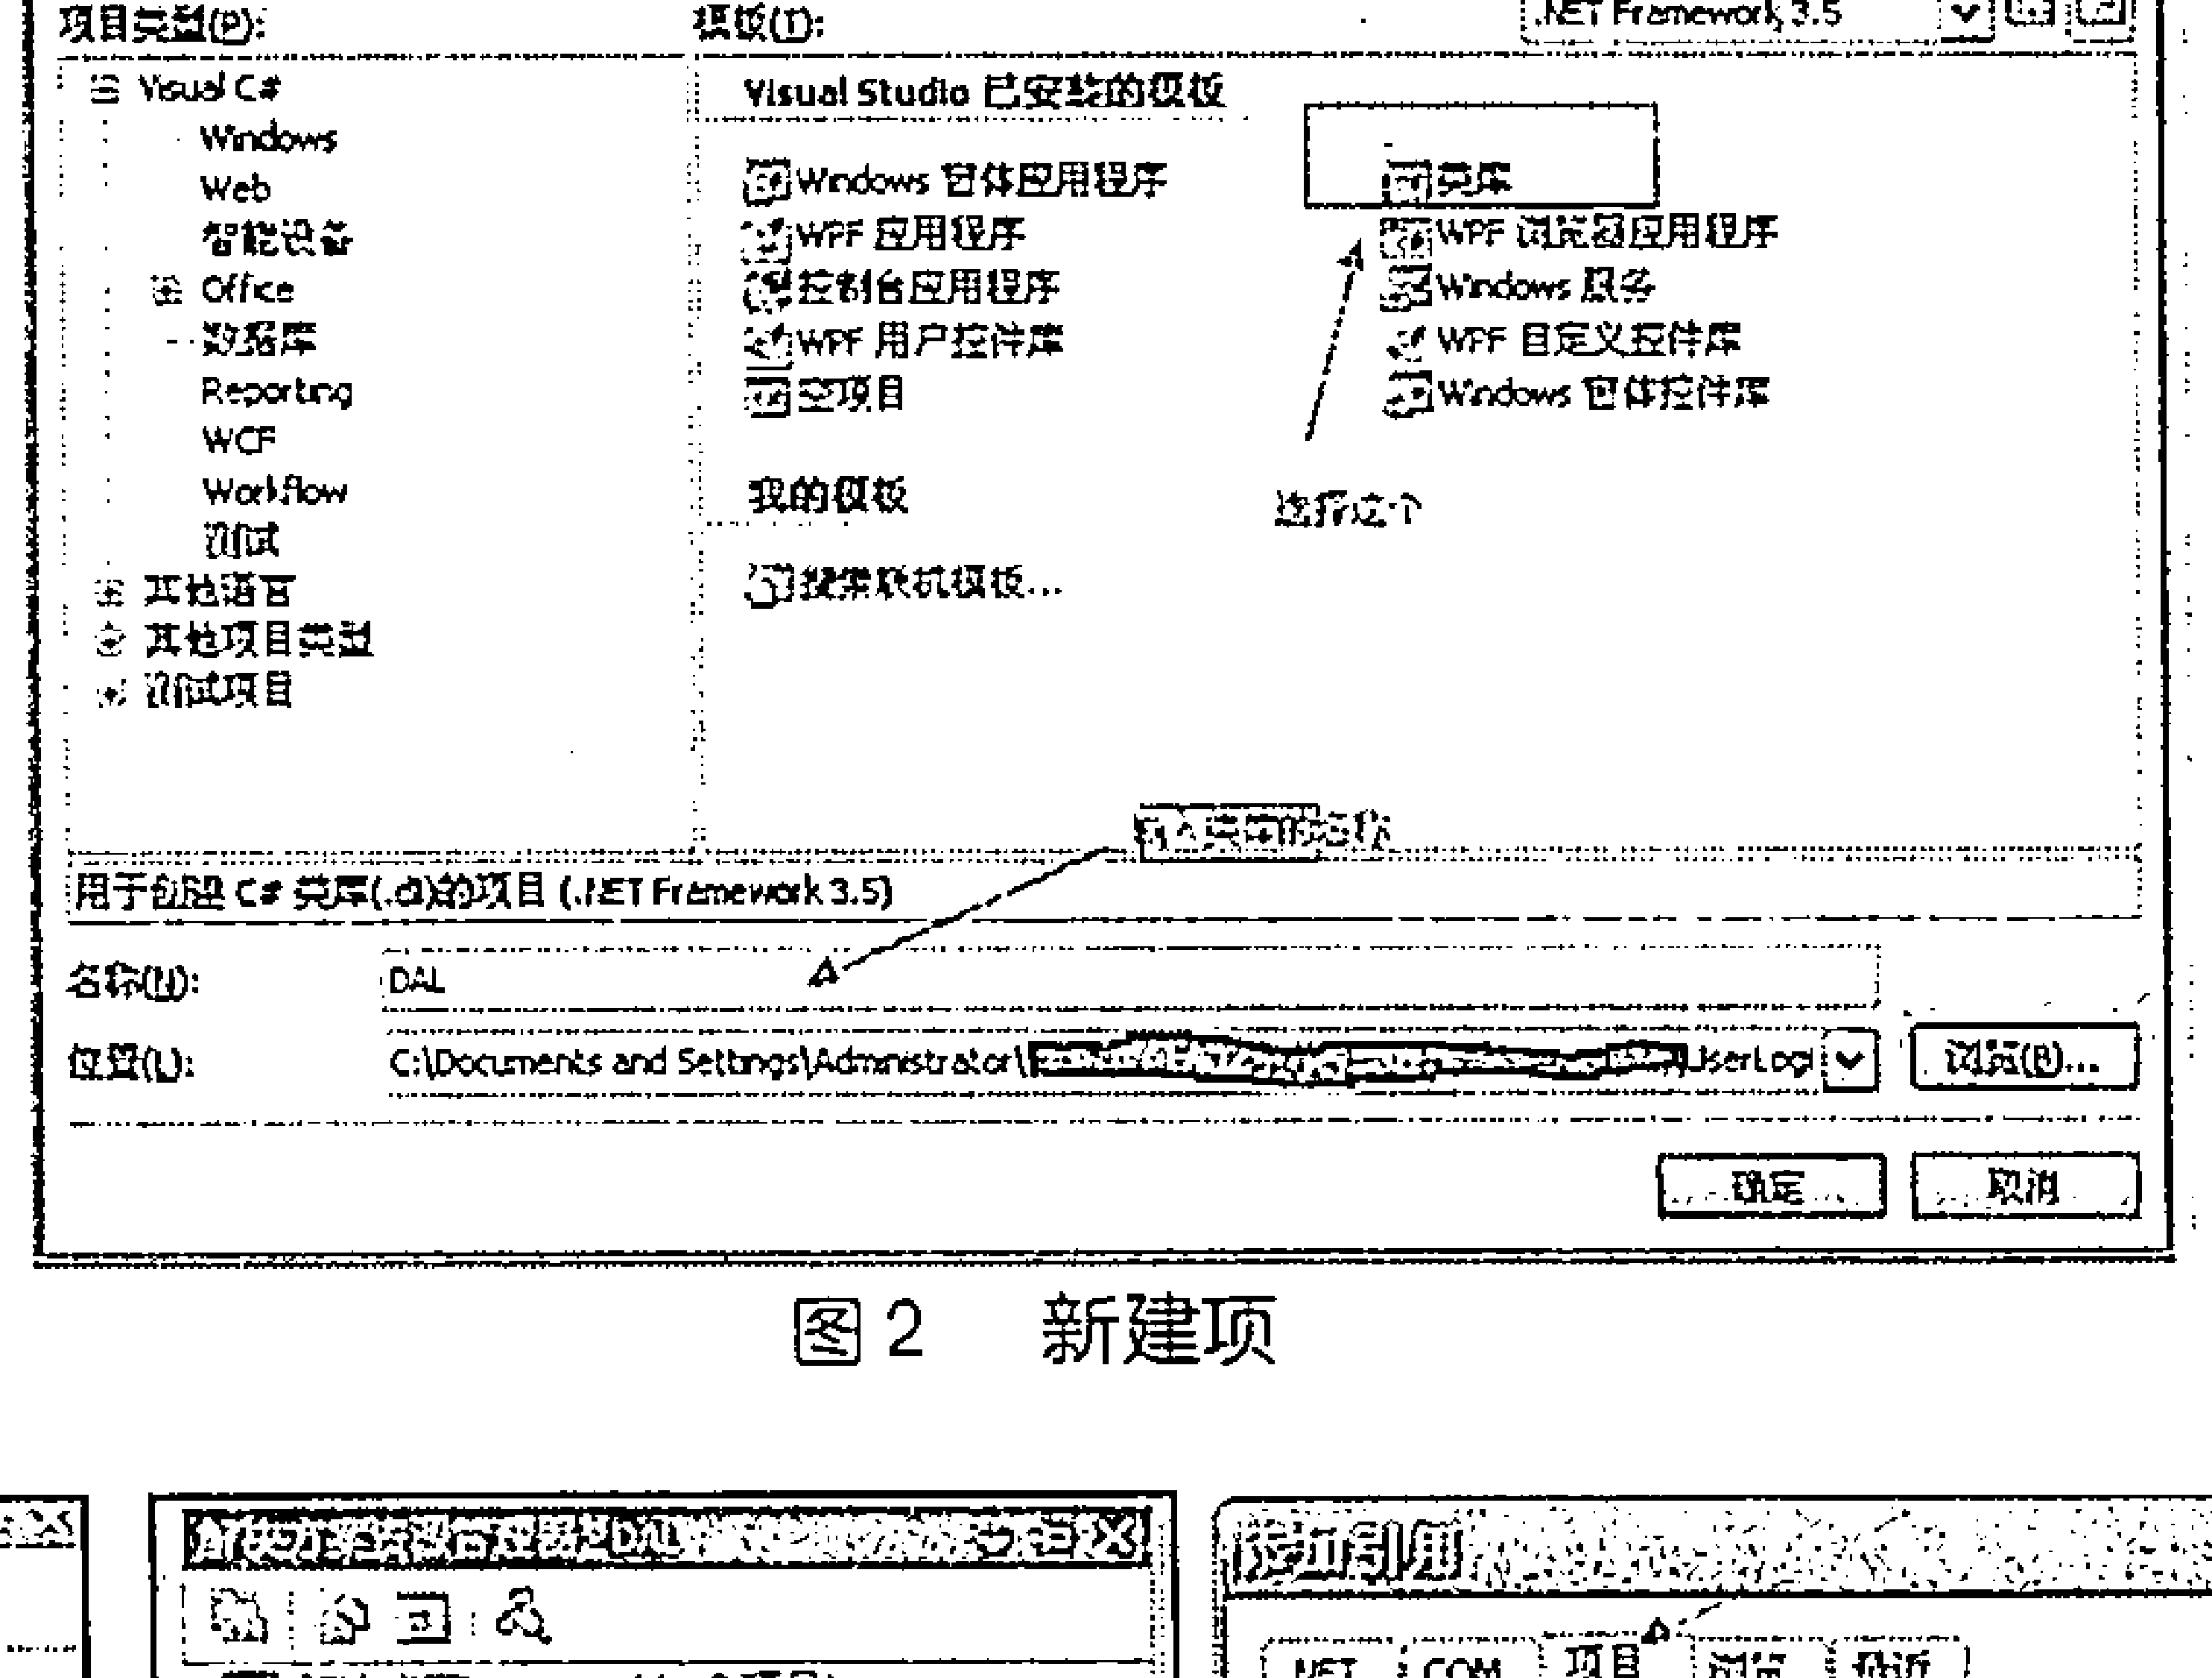 项目类型(P):
模板(T):
.NET Framework 3.5
Visual C#
Windows
Web
智能设备
Office
数据库
Reporting
WCF
Workflow
测试
其他语言
其他项目类型
测试项目
Visual Studio 已安装的模板
Windows 窗体应用程序
类库
WPF 应用程序
WPF 浏览器应用程序
控制台应用程序
Windows 服务
WPF 用户控件库
WPF 自定义控件库
空项目
Windows 窗体控件库
我的模板
选择这个
搜索联机模板...
用于创建 C# 类库(.dll)的项目 (.NET Framework 3.5)
名称(N):
DAL
位置(L):
C:\Documents and Settings\Administrator\
UserLogi
浏览(B)...
确定
取消
图 2 新建项
添加引用
.NET
COM
项目
浏览
最近